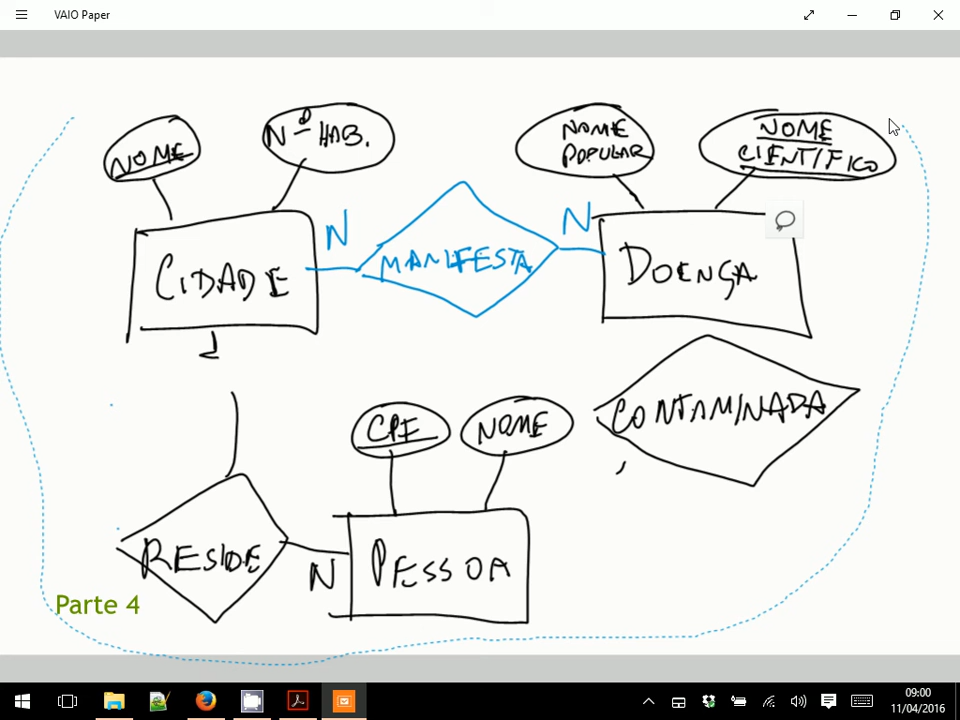 VAIO Paper
NOME
Nº HAB.
NOME
POPULAR
NOME
CIENTÍFICO
N
N
CIDADE
MANIFESTA
DOENÇA
1
CONTAMINADA
CPF
NOME
RESIDE
N
PESSOA
Parte 4
09:00
11/04/2016